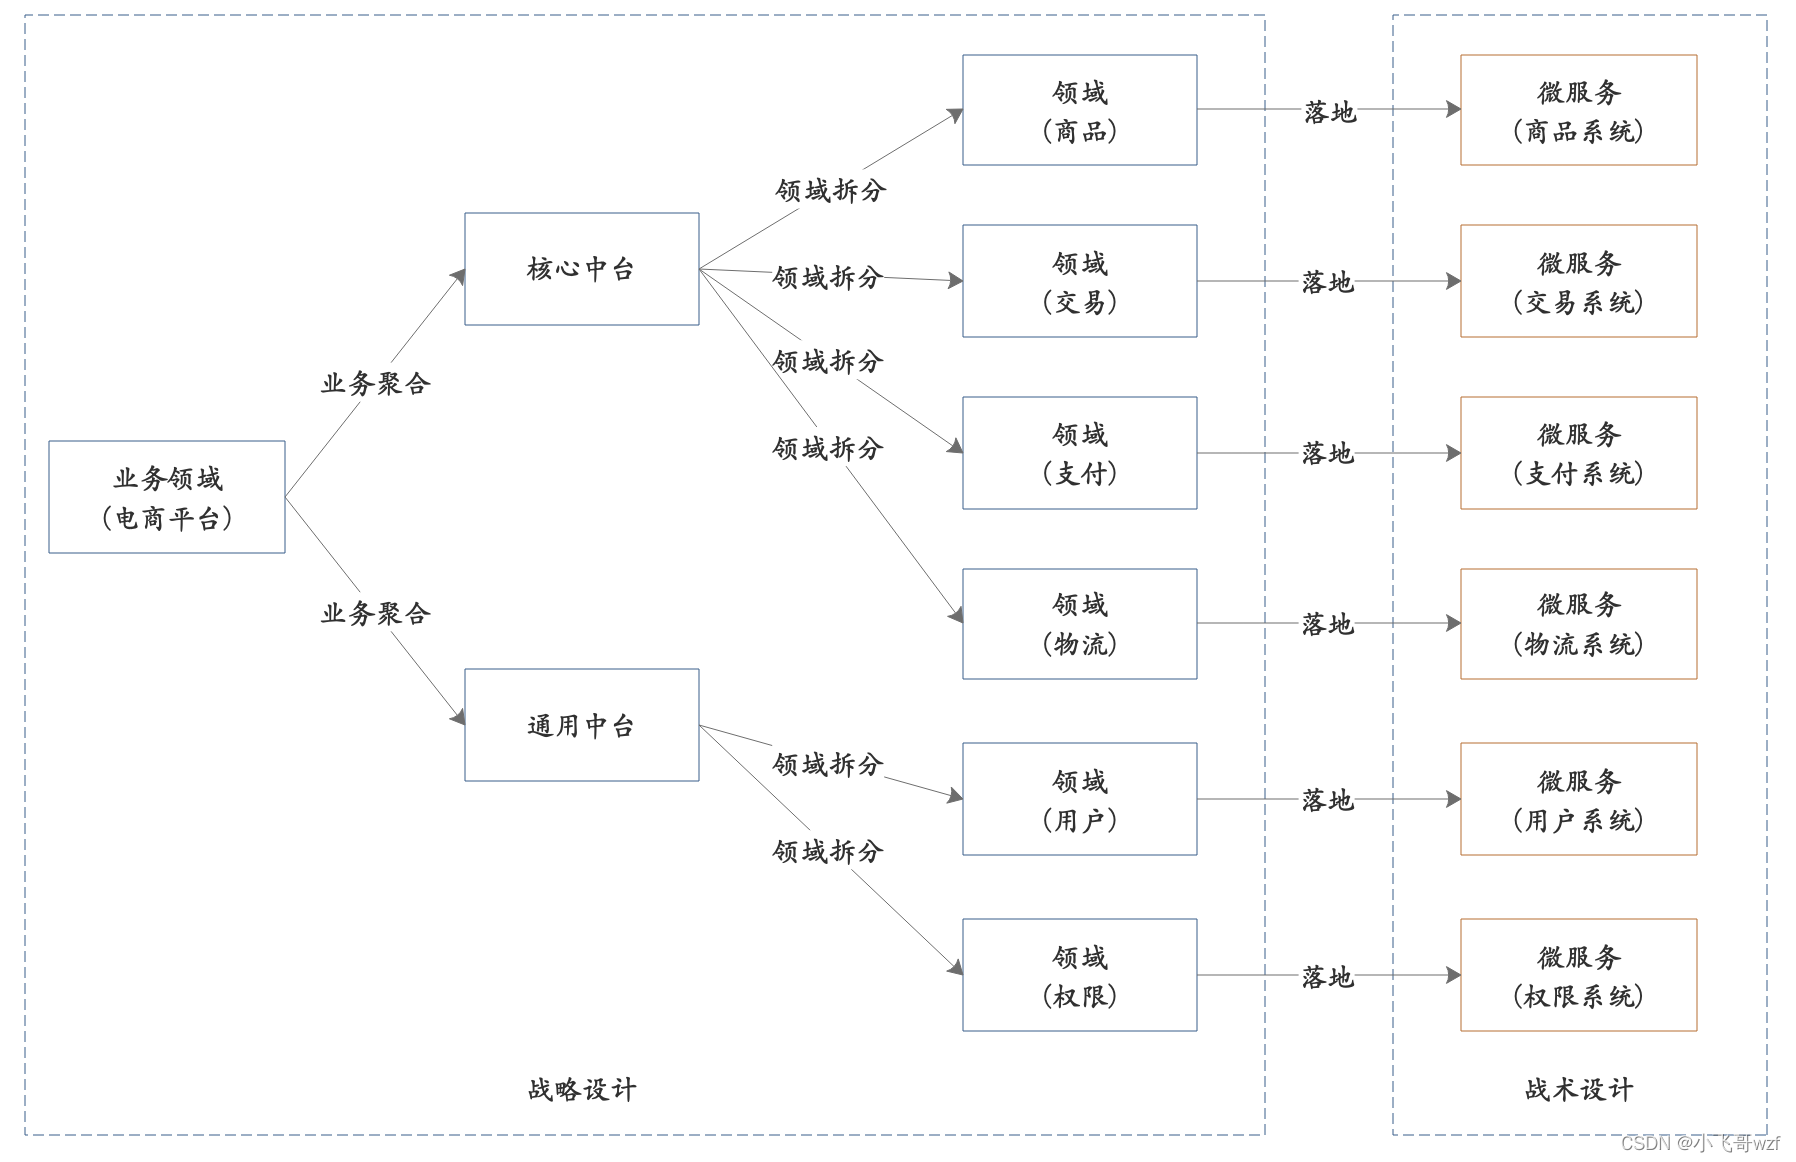 领域
(商品)
落地
微服务
(商品系统)
领域拆分
核心中台
领域拆分
领域
(交易)
落地
微服务
(交易系统)
领域拆分
业务聚合
领域拆分
领域
(支付)
落地
微服务
(支付系统)
业务领域
(电商平台)
业务聚合
领域
(物流)
落地
微服务
(物流系统)
通用中台
领域拆分
领域
(用户)
落地
微服务
(用户系统)
领域拆分
领域
(权限)
落地
微服务
(权限系统)
战略设计
战术设计
CSDN @小飞哥wzf